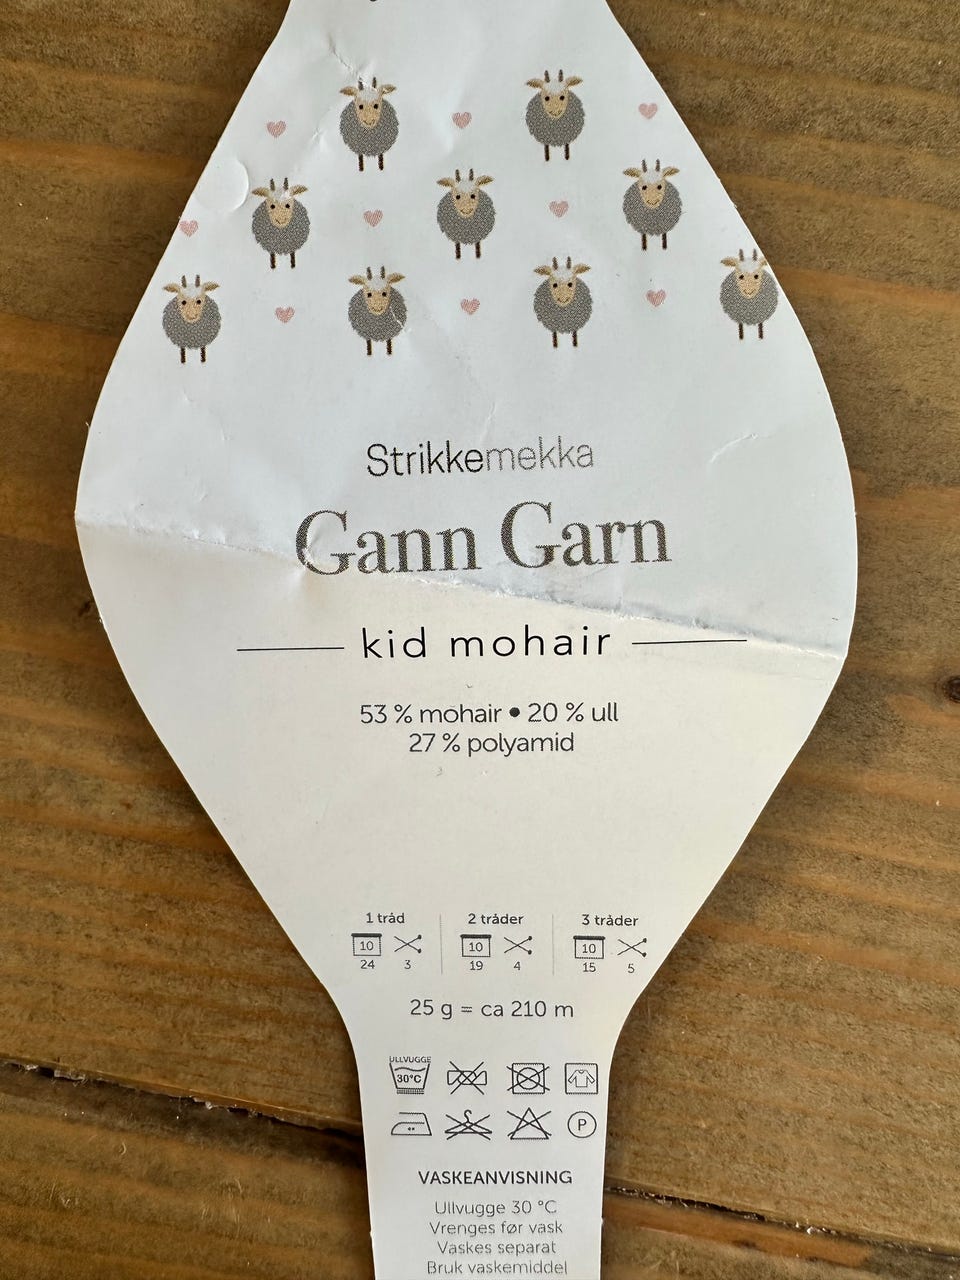 Strikkemekka
Gann Garn
kid mohair
53 % mohair • 20 % ull
27 % polyamid
1 tråd 2 tråder 3 tråder
10 10 10
24 3 19 4 15 5
25 g = ca 210 m
ULLVUGGE
30°C
P
VASKEANVISNING
Ullvugge 30 °C
Vrenges før vask
Vaskes separat
Bruk vaskemiddel